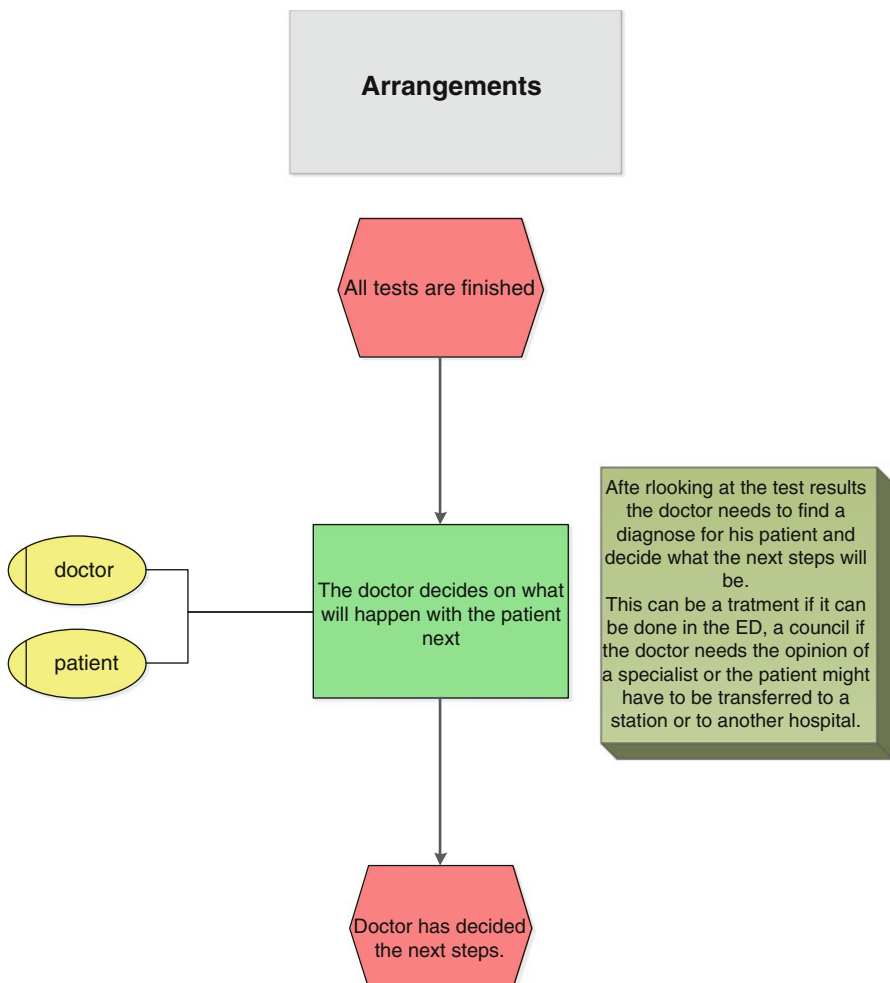 Arrangements
All tests are finished
doctor
patient
The doctor decides on what
will happen with the patient
next
Afte rlooking at the test results
the doctor needs to find a
diagnose for his patient and
decide what the next steps will
be.
This can be a tratment if it can
be done in the ED, a council if
the doctor needs the opinion of
a specialist or the patient might
have to be transferred to a
station or to another hospital.
Doctor has decided
the next steps.